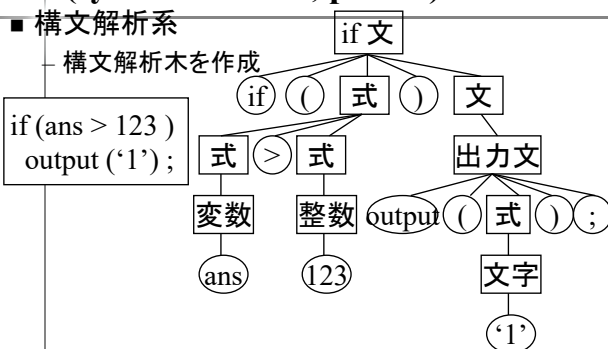 ■ 構文解析系
– 構文解析木を作成
if (ans > 123 )
output (‘1’) ;
if 文
if ( 式 ) 文
式 > 式 出力文
変数 整数 output ( 式 ) ;
ans 123 文字
‘1’